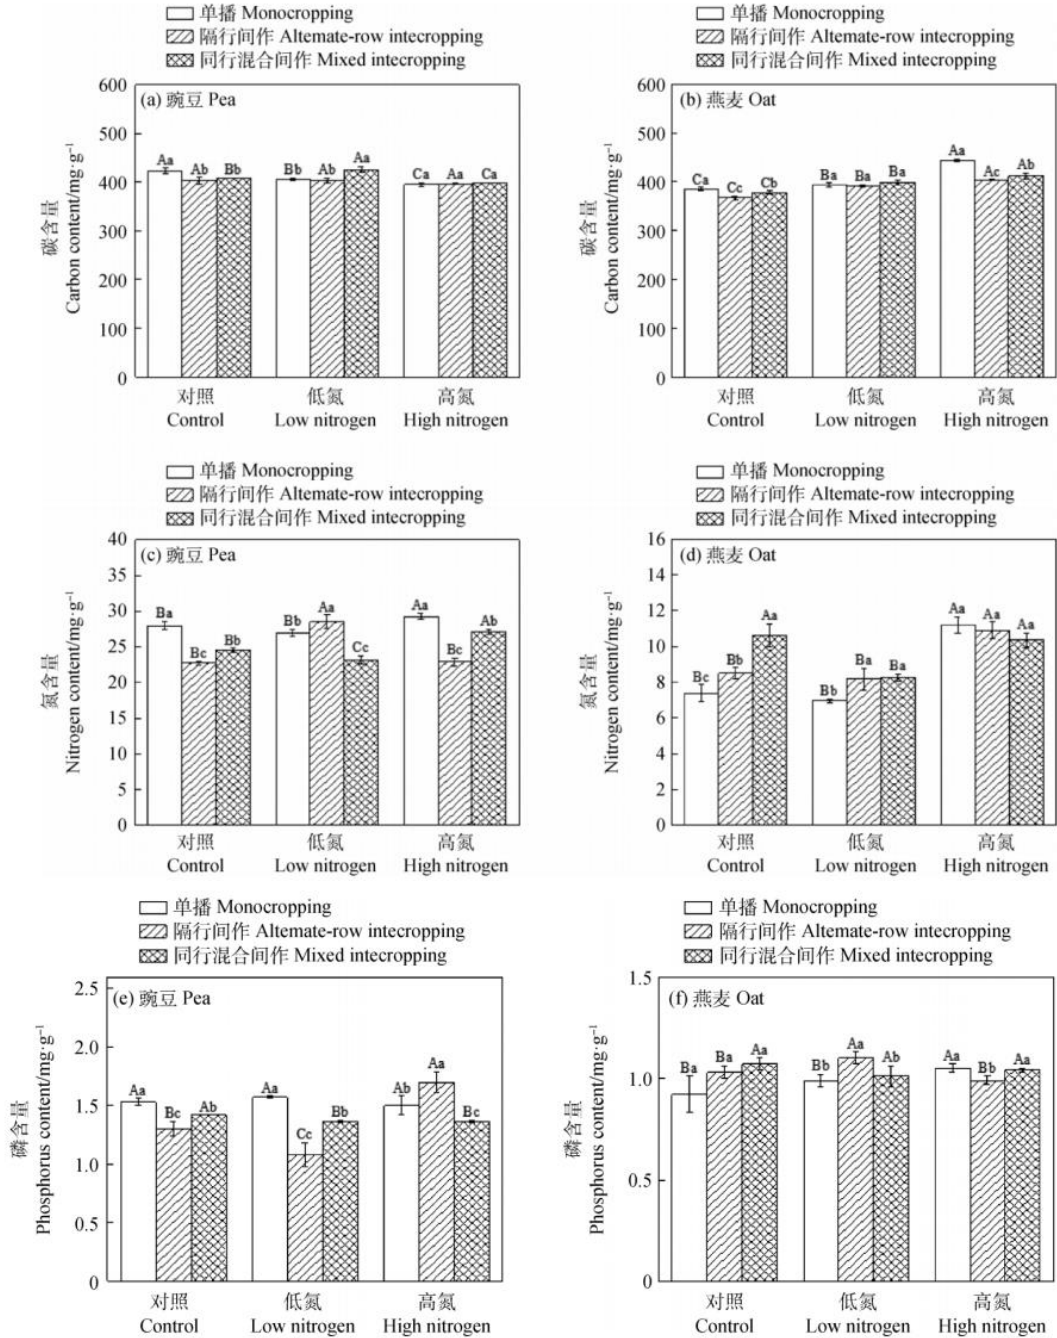 单播 Monocropping
隔行间作 Altemate-row intecropping
同行混合间作 Mixed intecropping
(a) 豌豆 Pea
碳含量
Carbon content/mg·g⁻¹
600
500
400
300
400
100
0
Aa Ab Bb Bb Ab Aa Ca Aa Ca
对照 低氮 高氮
Control Low nitrogen High nitrogen
单播 Monocropping
隔行间作 Altemate-row intecropping
同行混合间作 Mixed intecropping
(b) 燕麦 Oat
碳含量
Carbon content/mg·g⁻¹
600
500
400
300
400
100
0
Ca Cc Cb Ba Ba Ba Aa Ac Ab
对照 低氮 高氮
Control Low nitrogen High nitrogen
单播 Monocropping
隔行间作 Altemate-row intecropping
同行混合间作 Mixed intecropping
(c) 豌豆 Pea
氮含量
Nitrogen content/mg·g⁻¹
40
35
30
25
22
15
10
5
0
Ba Bc Bb Bb Aa Cc Aa Bc Ab
对照 低氮 高氮
Control Low nitrogen High nitrogen
单播 Monocropping
隔行间作 Altemate-row intecropping
同行混合间作 Mixed intecropping
(d) 燕麦 Oat
氮含量
Nitrogen content/mg·g⁻¹
16
14
12
10
8
6
4
2
0
Bc Bb Aa Bb Ba Ba Aa Aa Aa
对照 低氮 高氮
Control Low nitrogen High nitrogen
单播 Monocropping
隔行间作 Altemate-row intecropping
同行混合间作 Mixed intecropping
(e) 豌豆 Pea
磷含量
Phosphorus content/mg·g⁻¹
2.5
2.0
1.5
1.0
0.5
0
Aa Bc Ab Aa Cc Bb Ab Aa Bc
对照 低氮 高氮
Control Low nitrogen High nitrogen
单播 Monocropping
隔行间作 Altemate-row intecropping
同行混合间作 Mixed intecropping
(f) 燕麦 Oat
磷含量
Phosphorus content/mg·g⁻¹
1.5
1.0
0.5
0
Ba Ba Aa Bb Aa Ab Aa Bb Aa
对照 低氮 高氮
Control Low nitrogen High nitrogen